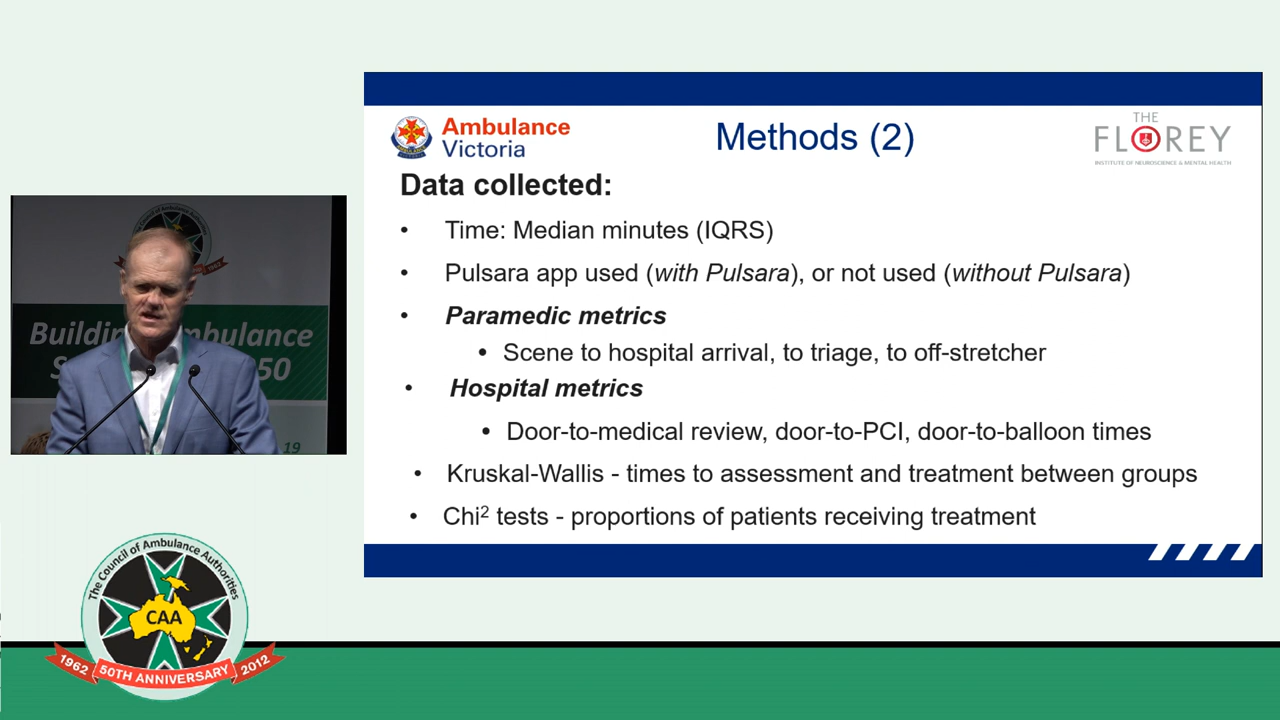 Ambulance
Victoria
Methods (2)
THE
FLOREY
INSTITUTE OF NEUROSCIENCE & MENTAL HEALTH
Data collected:
• Time: Median minutes (IQRS)
• Pulsara app used (with Pulsara), or not used (without Pulsara)
• Paramedic metrics
• Scene to hospital arrival, to triage, to off-stretcher
• Hospital metrics
• Door-to-medical review, door-to-PCI, door-to-balloon times
• Kruskal-Wallis - times to assessment and treatment between groups
• Chi² tests - proportions of patients receiving treatment
The Council of Ambulance Authorities
50
19
The Council of Ambulance Authorities
CAA
1962 50TH ANNIVERSARY 2012